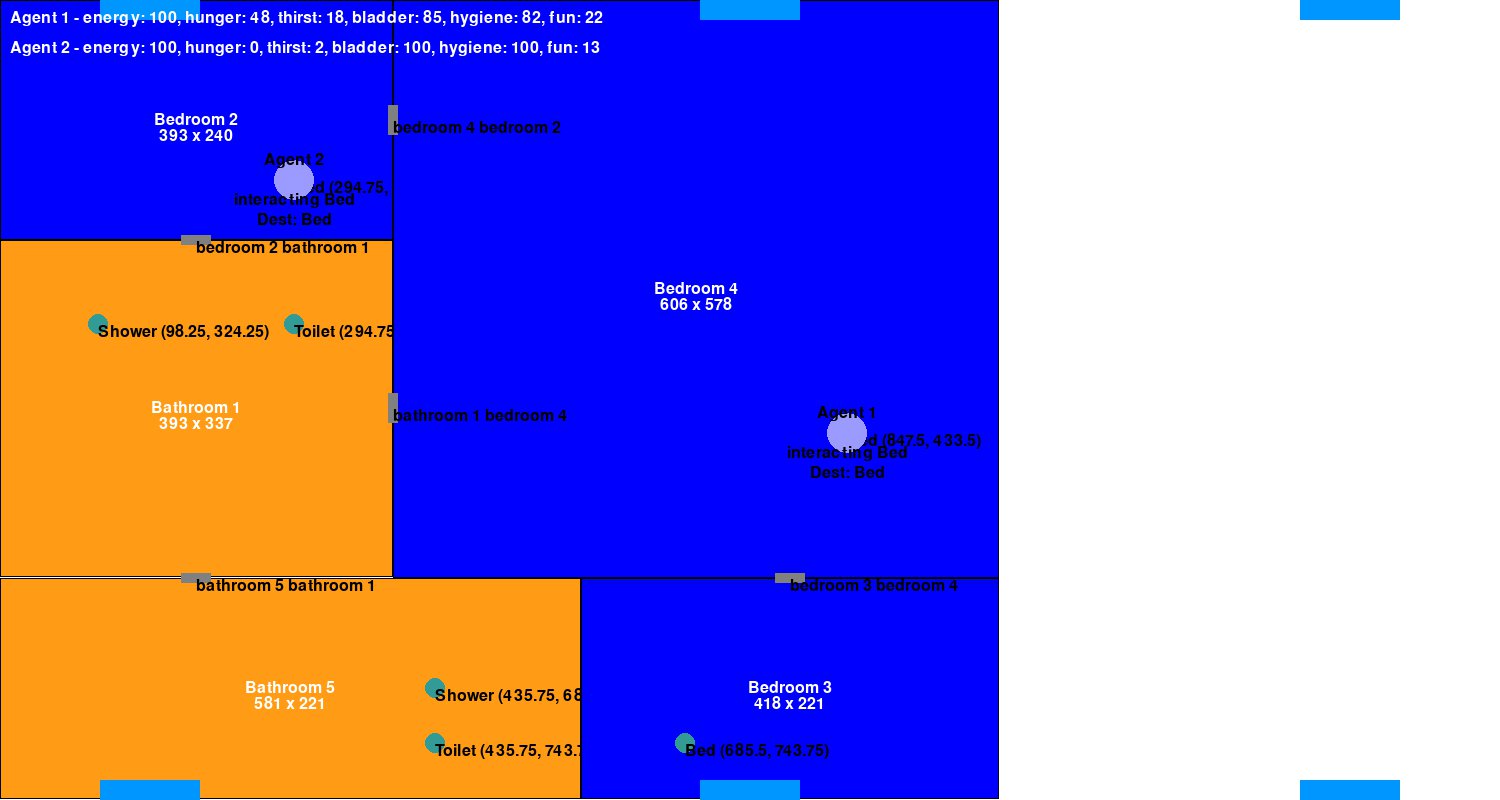 Agent 1 - energy: 100, hunger: 48, thirst: 18, bladder: 85, hygiene: 82, fun: 22
Agent 2 - energy: 100, hunger: 0, thirst: 2, bladder: 100, hygiene: 100, fun: 13
Bedroom 2
393 x 240
bedroom 4 bedroom 2
Agent 2
(294.75,
interacting Bed
Dest: Bed
bedroom 2 bathroom 1
Bedroom 4
606 x 578
Shower (98.25, 324.25)
Toilet (294.75
Bathroom 1
393 x 337
bathroom 1 bedroom 4
Agent 1
(847.5, 433.5)
interacting Bed
Dest: Bed
bathroom 5 bathroom 1
bedroom 3 bedroom 4
Bathroom 5
581 x 221
Shower (435.75, 68
Bedroom 3
418 x 221
Toilet (435.75, 743.7
Bed (685.5, 743.75)